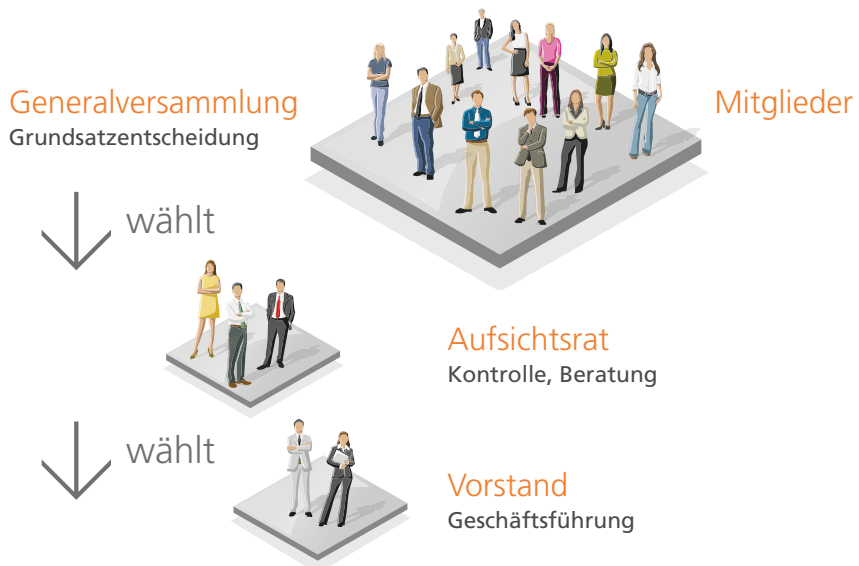 Generalversammlung
Grundsatzentscheidung
Mitglieder
wählt
Aufsichtsrat
Kontrolle, Beratung
wählt
Vorstand
Geschäftsführung